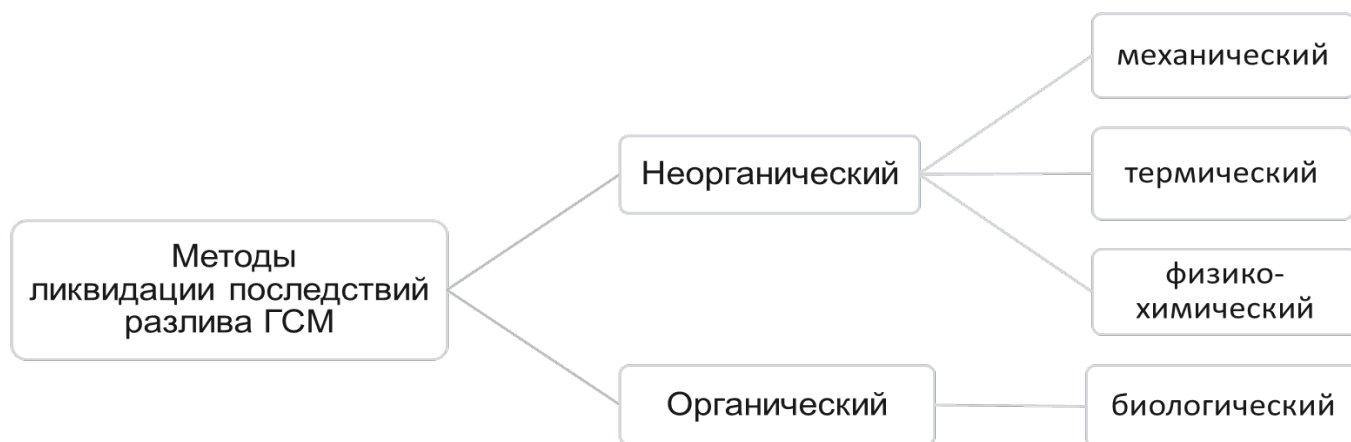 Методы
ликвидации последствий
разлива ГСМ
Неорганический
механический
термический
физико-
химический
Органический
биологический